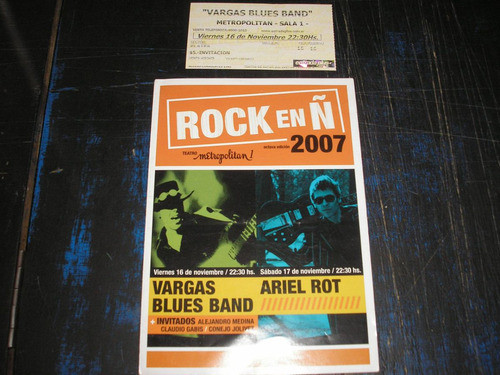 "VARGAS BLUES BAND"
METROPOLITAN - SALA 1 -
Viernes 16 de Noviembre 22:30Hs.
INVITACION
ROCK EN Ñ
TEATRO metropolitan!
octava edición 2007
Viernes 16 de noviembre / 22:30 hs.
VARGAS
BLUES BAND
+ INVITADOS ALEJANDRO MEDINA
CLAUDIO GABIS / CONEJO JOLIVET
Sábado 17 de noviembre / 22:30 hs.
ARIEL ROT